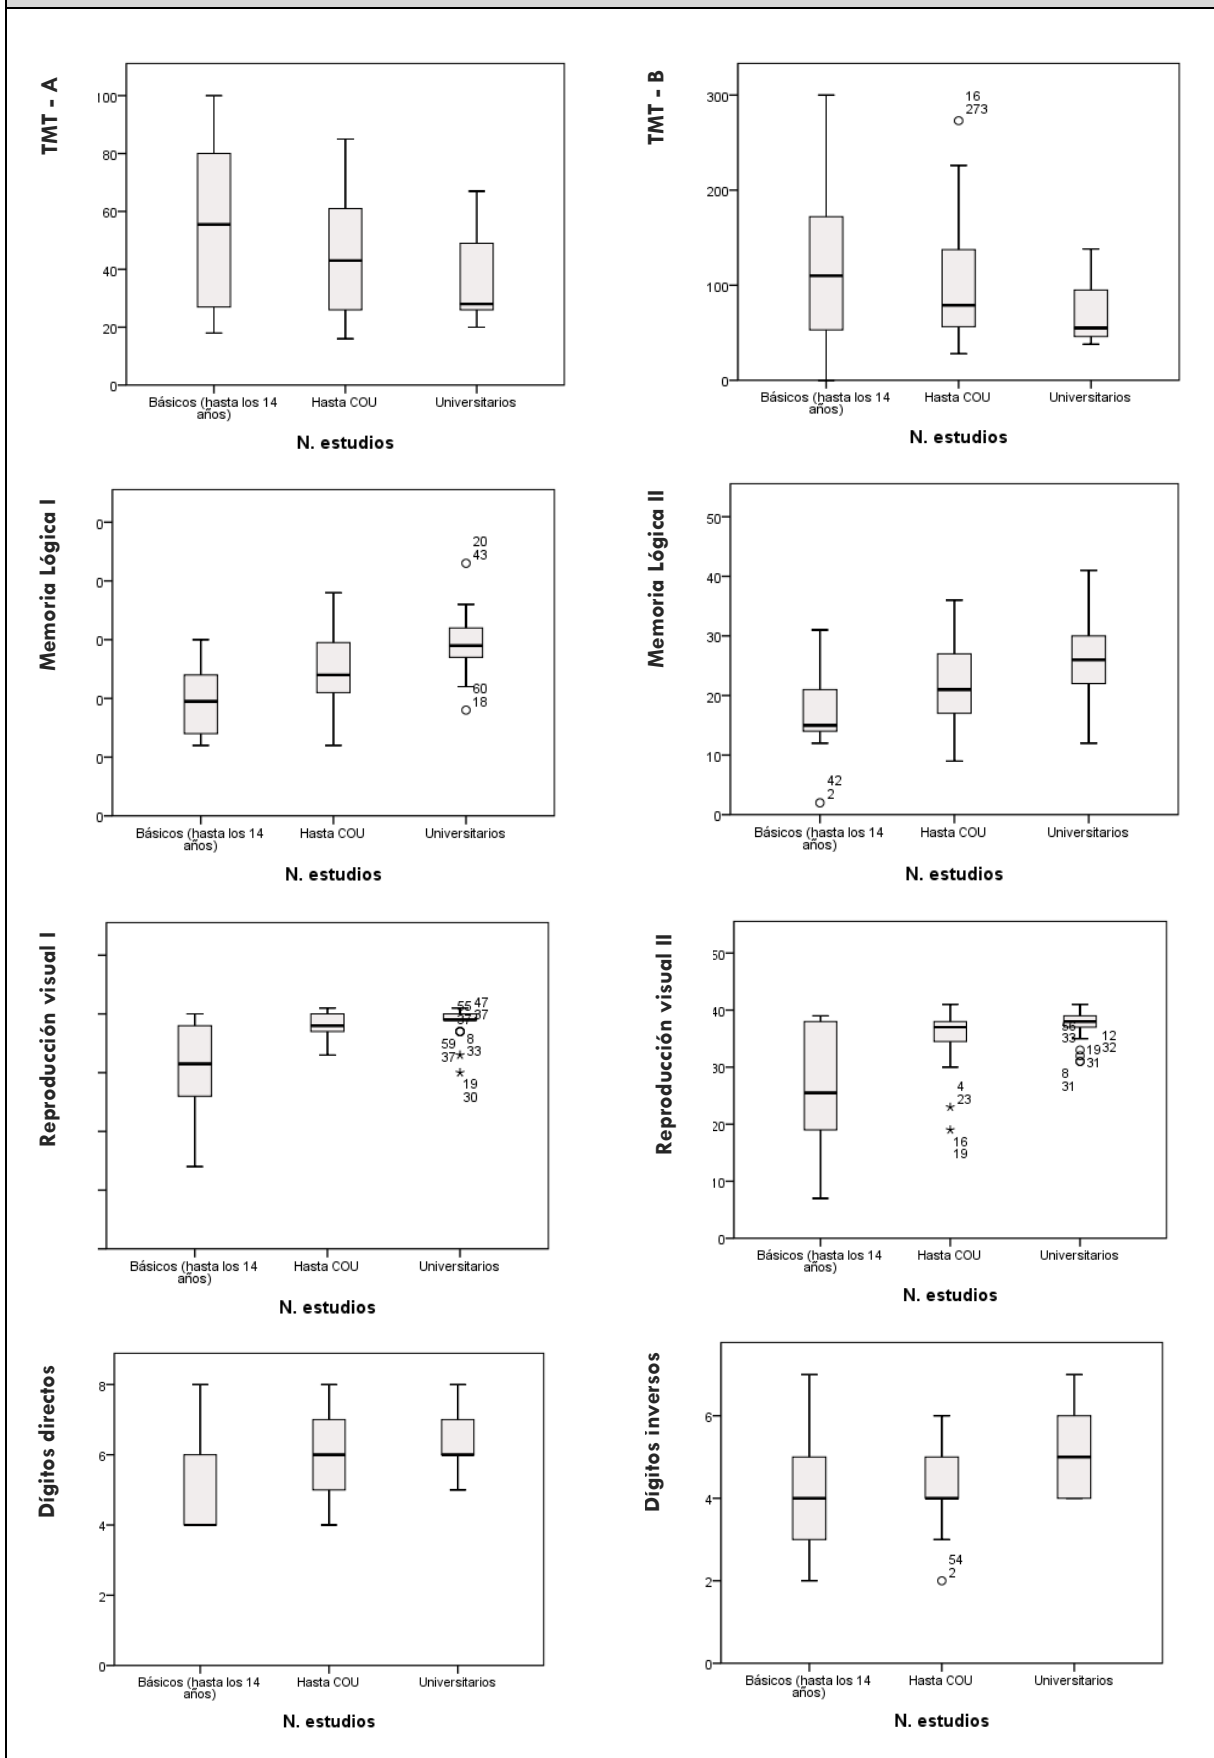 TMT - A
100
80
60
40
20
0
Básicos (hasta los 14
años)
Hasta COU
Universitarios
N. estudios
TMT - B
300
200
100
0
16
273
Básicos (hasta los 14
años)
Hasta COU
Universitarios
N. estudios
Memoria Lógica I
0
0
0
0
0
0
20
43
60
18
Básicos (hasta los 14
años)
Hasta COU
Universitarios
N. estudios
Memoria Lógica II
50
40
30
20
10
0
42
2
Básicos (hasta los 14
años)
Hasta COU
Universitarios
N. estudios
Reproducción visual I
55
37
47
37
8
33
59
37
19
30
Básicos (hasta los 14
años)
Hasta COU
Universitarios
N. estudios
Reproducción visual II
50
40
30
20
10
0
4
23
16
19
33
12
32
19
31
8
31
Básicos (hasta los 14
años)
Hasta COU
Universitarios
N. estudios
Dígitos directos
8
6
4
2
0
Básicos (hasta los 14
años)
Hasta COU
Universitarios
N. estudios
Dígitos inversos
6
4
2
0
54
2
Básicos (hasta los 14
años)
Hasta COU
Universitarios
N. estudios